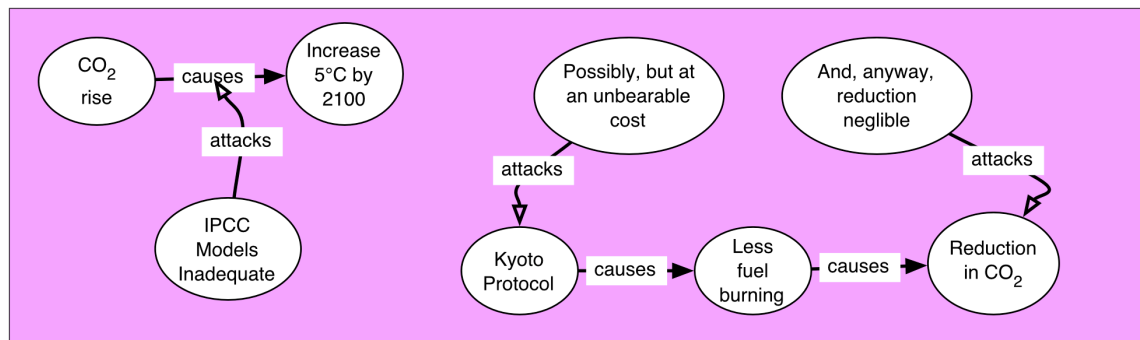 CO₂
rise
causes
Increase
5°C by
2100
attacks
IPCC
Models
Inadequate
Possibly, but at
an unbearable
cost
attacks
And, anyway,
reduction
neglible
attacks
Kyoto
Protocol
causes
Less
fuel
burning
causes
Reduction
in CO₂